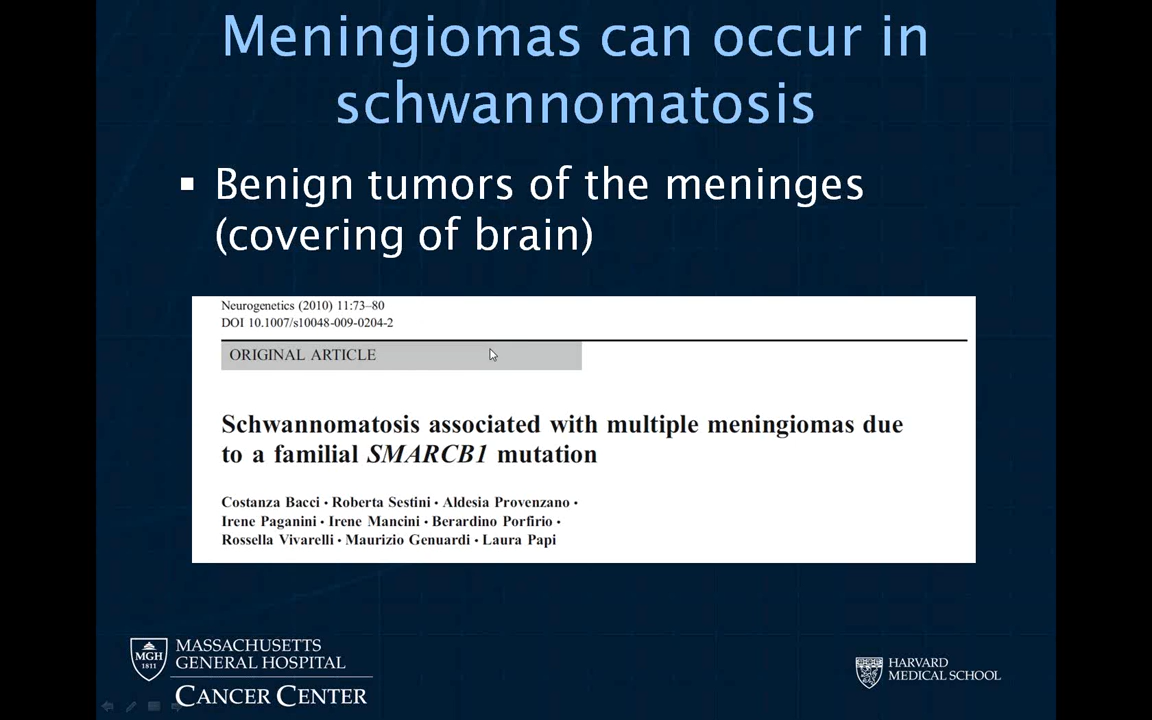 Meningiomas can occur in
schwannomatosis
▪ Benign tumors of the meninges
(covering of brain)
Neurogenetics (2010) 11:73–80
DOI 10.1007/s10048-009-0204-2
ORIGINAL ARTICLE
Schwannomatosis associated with multiple meningiomas due
to a familial SMARCB1 mutation
Costanza Bacci • Roberta Sestini • Aldesia Provenzano •
Irene Paganini • Irene Mancini • Berardino Porfirio •
Rossella Vivarelli • Maurizio Genuardi • Laura Papi
MGH
1811
MASSACHUSETTS
GENERAL HOSPITAL
CANCER CENTER
HARVARD
MEDICAL SCHOOL